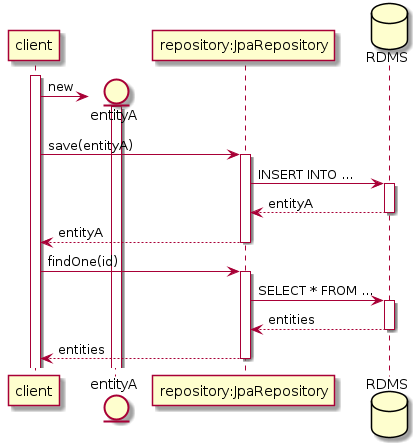 client
repository:JpaRepository
RDMS
new
entityA
save(entityA)
INSERT INTO ...
entityA
entityA
findOne(id)
SELECT * FROM ...
entities
entities
client
entityA
repository:JpaRepository
RDMS